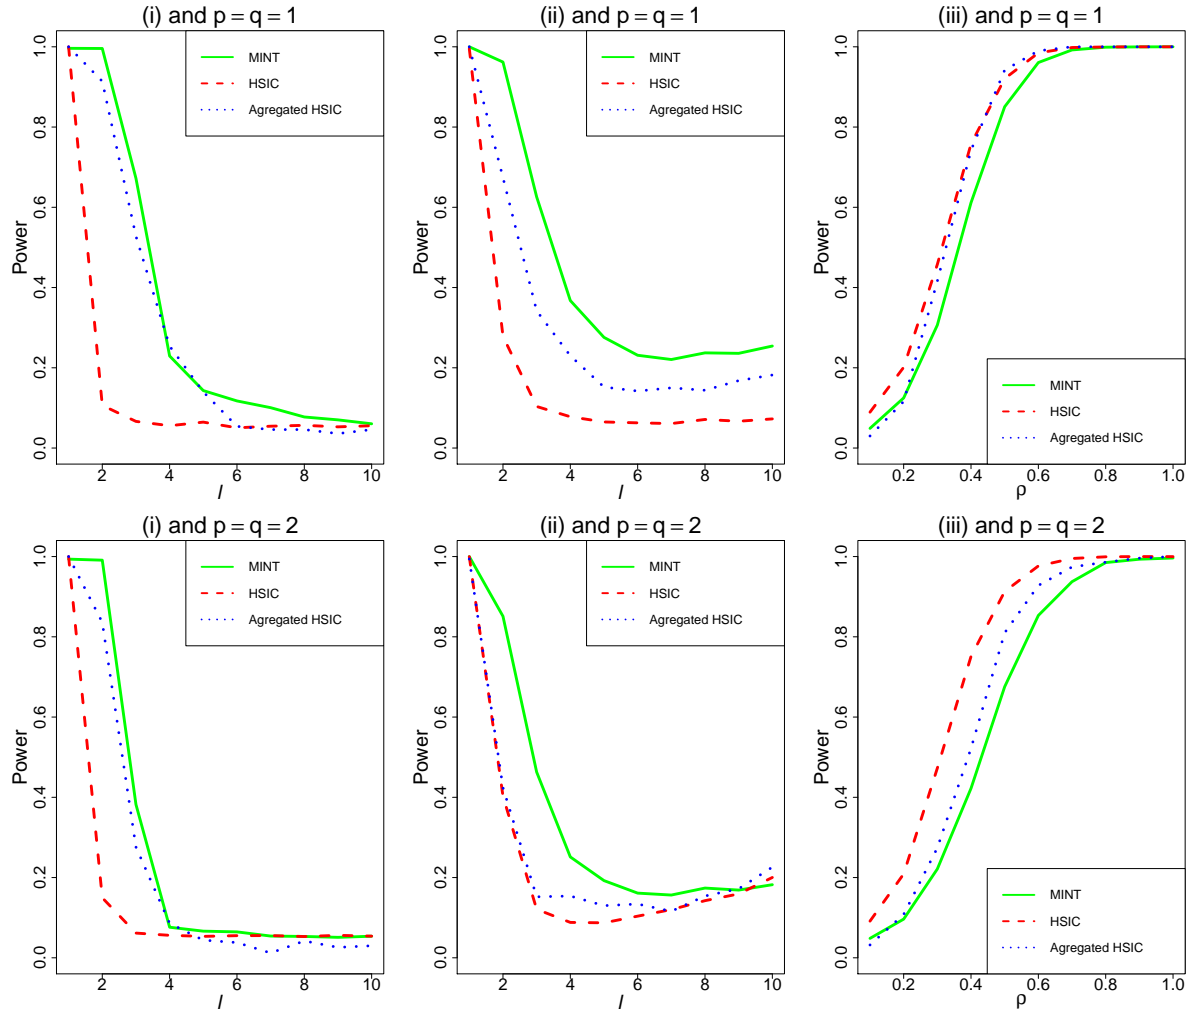 (i) and p = q = 1
Power
0.0 0.2 0.4 0.6 0.8 1.0
MINT
HSIC
Agregated HSIC
2 4 6 8 10
l
(ii) and p = q = 1
Power
0.0 0.2 0.4 0.6 0.8 1.0
MINT
HSIC
Agregated HSIC
2 4 6 8 10
l
(iii) and p = q = 1
Power
0.0 0.2 0.4 0.6 0.8 1.0
MINT
HSIC
Agregated HSIC
0.2 0.4 0.6 0.8 1.0
ρ
(i) and p = q = 2
Power
0.0 0.2 0.4 0.6 0.8 1.0
MINT
HSIC
Agregated HSIC
2 4 6 8 10
l
(ii) and p = q = 2
Power
0.0 0.2 0.4 0.6 0.8 1.0
MINT
HSIC
Agregated HSIC
2 4 6 8 10
l
(iii) and p = q = 2
Power
0.0 0.2 0.4 0.6 0.8 1.0
MINT
HSIC
Agregated HSIC
0.2 0.4 0.6 0.8 1.0
ρ